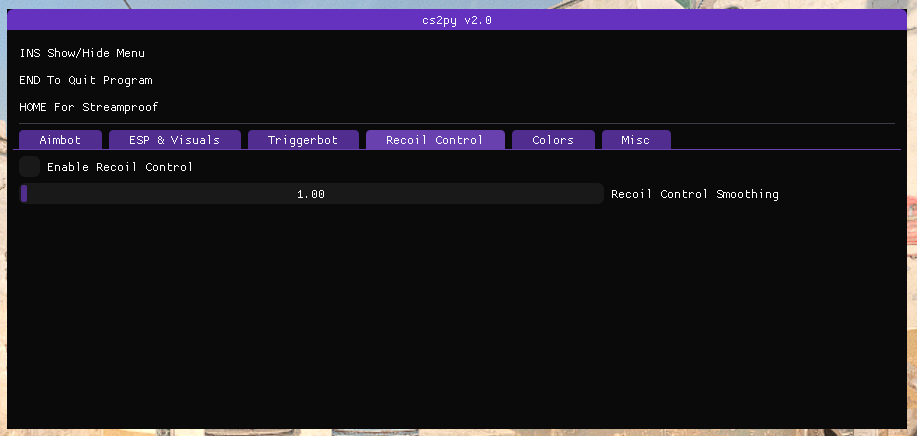 cs2py v2.0
INS Show/Hide Menu
END To Quit Program
HOME For Streamproof
Aimbot ESP & Visuals Triggerbot Recoil Control Colors Misc
Enable Recoil Control
1.00 Recoil Control Smoothing